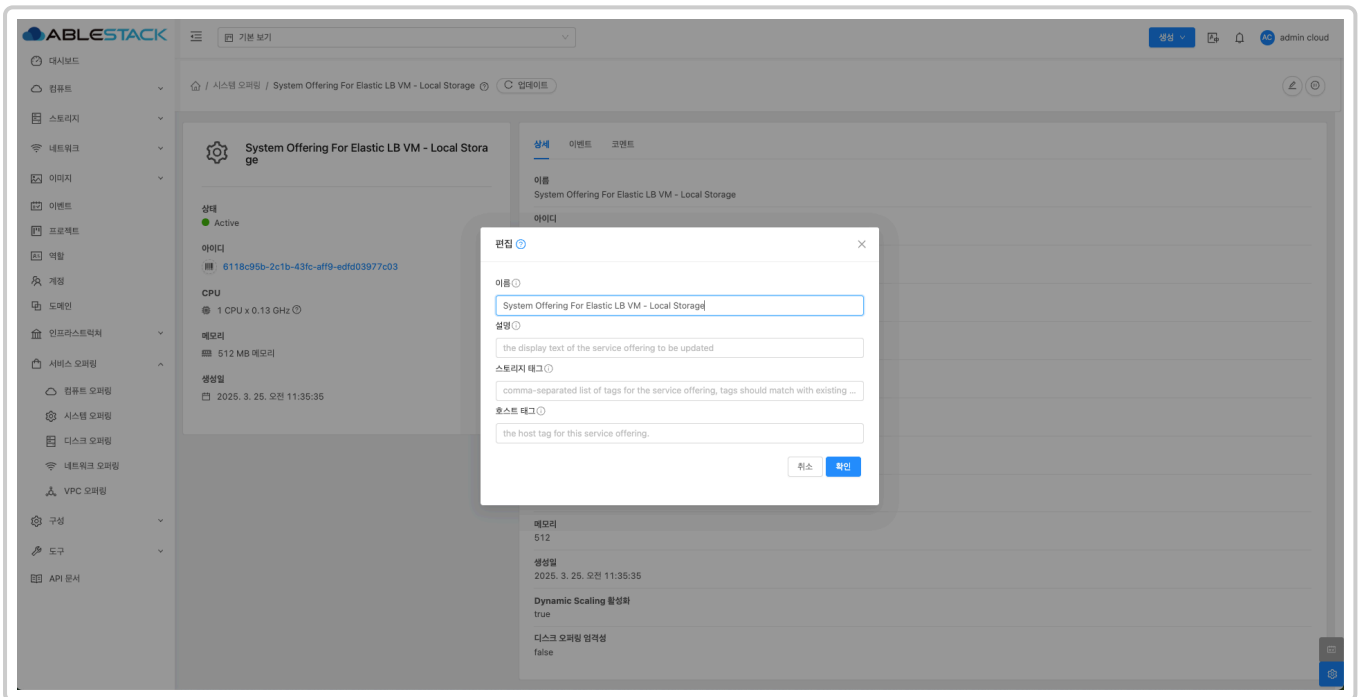 ABLESTACK
기본 보기
생성
AC
admin cloud
대시보드
컴퓨트
스토리지
네트워크
이미지
이벤트
프로젝트
역할
계정
도메인
인프라스트럭쳐
서비스 오퍼링
컴퓨트 오퍼링
시스템 오퍼링
디스크 오퍼링
네트워크 오퍼링
VPC 오퍼링
구성
도구
API 문서
/ 시스템 오퍼링 / System Offering For Elastic LB VM - Local Storage
업데이트
System Offering For Elastic LB VM - Local Stora
ge
상태
Active
아이디
6118c95b-2c1b-43fc-aff9-edfd03977c03
CPU
1 CPU x 0.13 GHz
메모리
512 MB 메모리
생성일
2025. 3. 25. 오전 11:35:35
상세
이벤트
코멘트
이름
System Offering For Elastic LB VM - Local Storage
아이디
편집
이름
System Offering For Elastic LB VM - Local Storage
설명
the display text of the service offering to be updated
스토리지 태그
comma-separated list of tags for the service offering, tags should match with existing ...
호스트 태그
the host tag for this service offering.
취소
확인
메모리
512
생성일
2025. 3. 25. 오전 11:35:35
Dynamic Scaling 활성화
true
디스크 오퍼링 엄격성
false